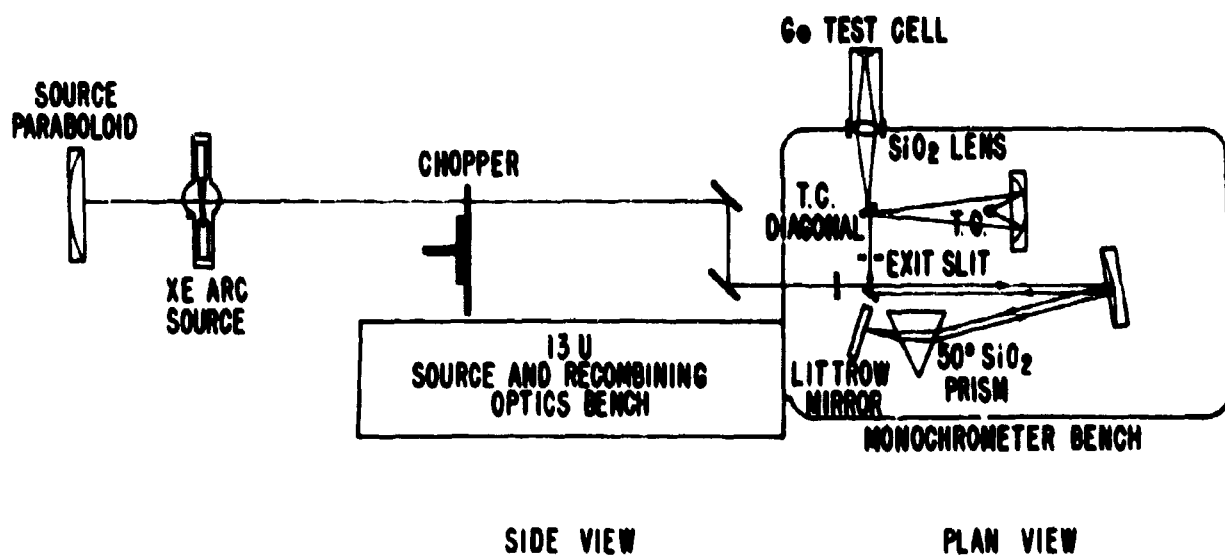 Ge TEST CELL
SOURCE
PARABOLOID
SiO2 LENS
CHOPPER
T.C.
DIAGONAL
T.C.
EXIT SLIT
XE ARC
SOURCE
13 U
SOURCE AND RECOMBINING
OPTICS BENCH
LITTROW
MIRROR
50° SiO2
PRISM
MONOCHROMETER BENCH
SIDE VIEW
PLAN VIEW